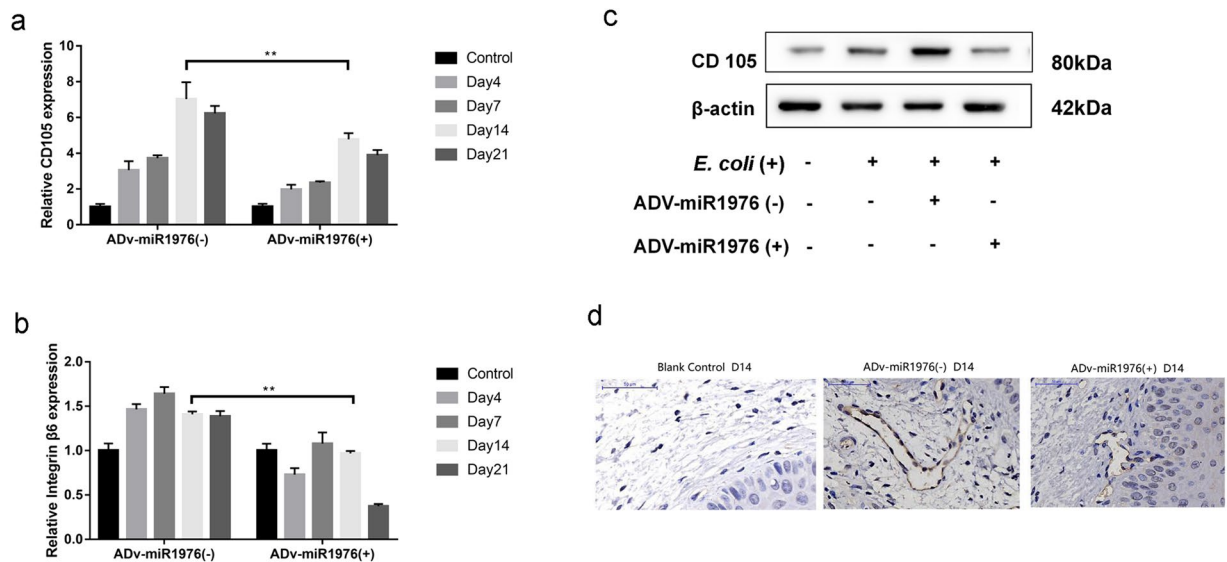 a
Relative CD105 expression
10
8
6
4
2
0
**
ADv-miR1976(-)
ADv-miR1976(+)
Control
Day4
Day7
Day14
Day21
b
Relative Integrin β6 expression
2.0
1.5
1.0
0.5
0.0
**
ADv-miR1976(-)
ADv-miR1976(+)
Control
Day4
Day7
Day14
Day21
c
CD 105
80kDa
β-actin
42kDa
E. coli (+) - + + +
ADV-miR1976 (-) - - + -
ADV-miR1976 (+) - - - +
d
Blank Control D14
ADv-miR1976(-) D14
ADv-miR1976(+) D14